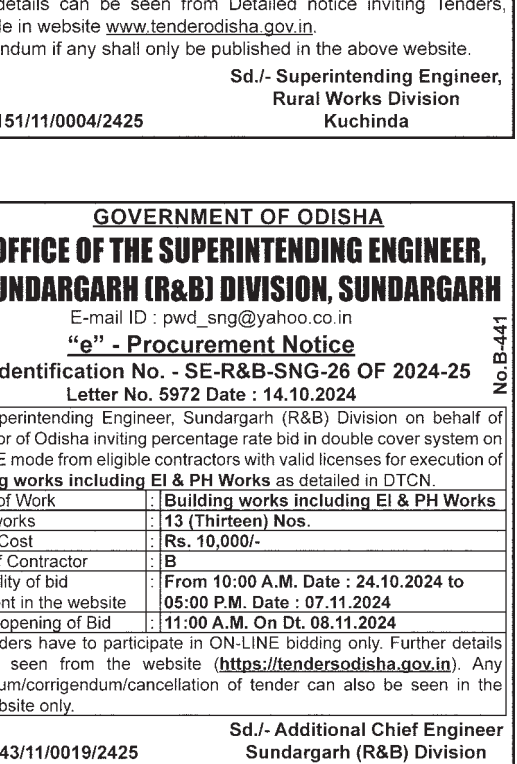 details can be seen from Detailed notice inviting Tenders,
le in website www.tenderodisha.gov.in.
ndum if any shall only be published in the above website.
Sd./- Superintending Engineer,
Rural Works Division
151/11/0004/2425 Kuchinda
GOVERNMENT OF ODISHA
OFFICE OF THE SUPERINTENDING ENGINEER,
UNDARGARH (R&B) DIVISION, SUNDARGARH
E-mail ID : pwd_sng@yahoo.co.in
“e” - Procurement Notice
dentification No. - SE-R&B-SNG-26 OF 2024-25
Letter No. 5972 Date : 14.10.2024
No.B-441
perintending Engineer, Sundargarh (R&B) Division on behalf of
or of Odisha inviting percentage rate bid in double cover system on
E mode from eligible contractors with valid licenses for execution of
g works including EI & PH Works as detailed in DTCN.
of Work : Building works including EI & PH Works
works : 13 (Thirteen) Nos.
Cost : Rs. 10,000/-
f Contractor : B
lity of bid : From 10:00 A.M. Date : 24.10.2024 to
nt in the website 05:00 P.M. Date : 07.11.2024
opening of Bid : 11:00 A.M. On Dt. 08.11.2024
ders have to participate in ON-LINE bidding only. Further details
seen from the website (https://tendersodisha.gov.in). Any
um/corrigendum/cancellation of tender can also be seen in the
bsite only.
Sd./- Additional Chief Engineer
43/11/0019/2425 Sundargarh (R&B) Division